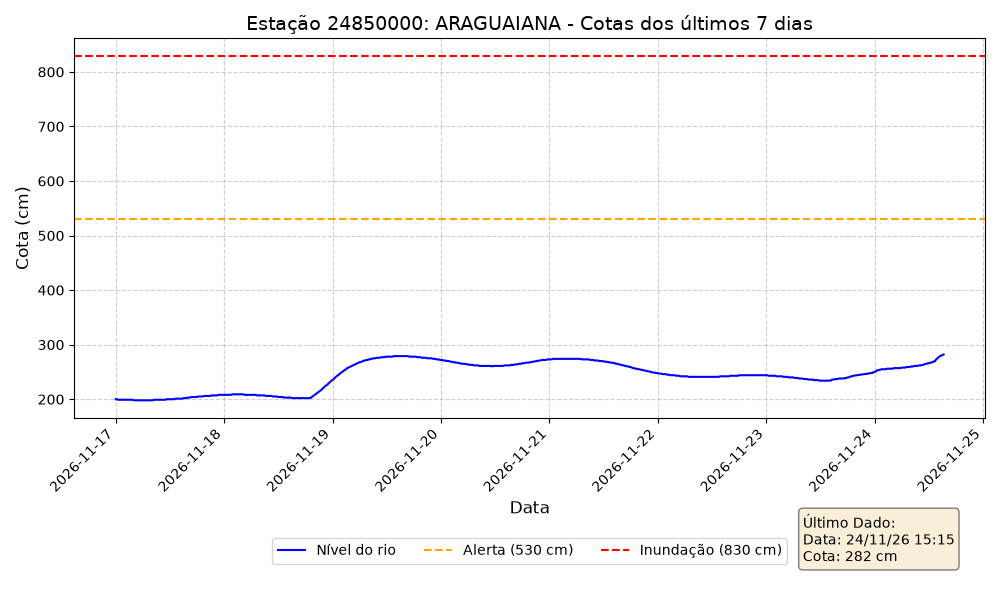 Estação 24850000: ARAGUAIANA - Cotas dos últimos 7 dias
Cota (cm)
800
700
600
500
400
300
200
2026-11-17
2026-11-18
2026-11-19
2026-11-20
2026-11-21
2026-11-22
2026-11-23
2026-11-24
2026-11-25
Data
Nível do rio
Alerta (530 cm)
Inundação (830 cm)
Último Dado:
Data: 24/11/26 15:15
Cota: 282 cm